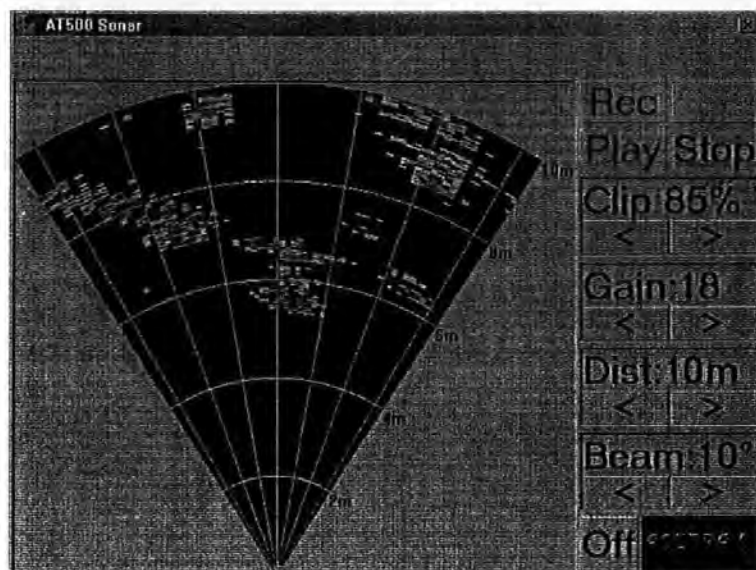 AT500 Sonar
Rec
Play Stop
Clip:85%
< >
Gain:18
< >
Dist:10m
< >
Beam:10°
< >
Off
10m
8m
6m
4m
2m